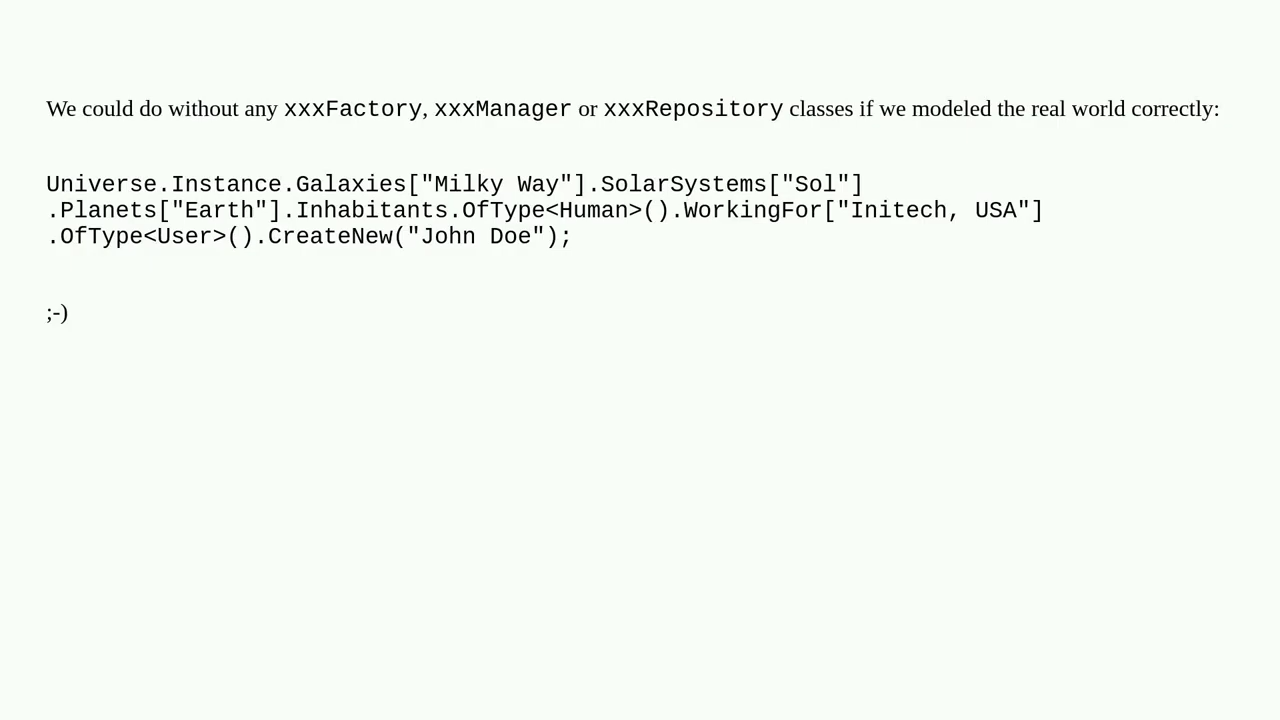 We could do without any xxxFactory, xxxManager or xxxRepository classes if we modeled the real world correctly:
Universe.Instance.Galaxies["Milky Way"].SolarSystems["Sol"]
.Planets["Earth"].Inhabitants.OfType<Human>().WorkingFor["Initech, USA"]
.OfType<User>().CreateNew("John Doe");
;-)